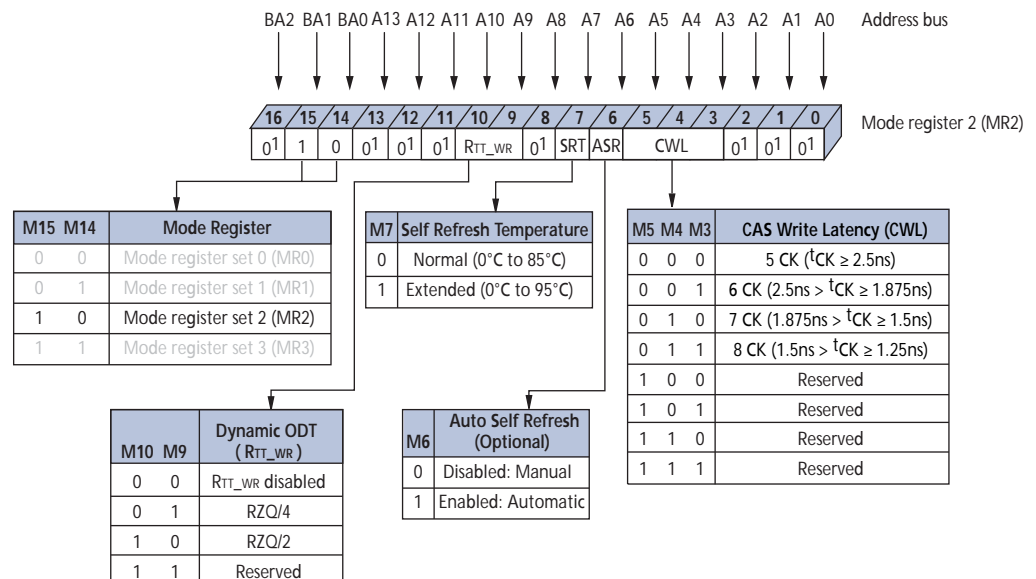 BA2 BA1 BA0 A13 A12 A11 A10 A9 A8 A7 A6 A5 A4 A3 A2 A1 A0 Address bus
16 15 14 13 12 11 10 9 8 7 6 5 4 3 2 1 0
Mode register 2 (MR2)
0¹ 1 0 0¹ 0¹ 0¹ RTT_WR 0¹ SRT ASR CWL 0¹ 0¹ 0¹
M15 M14 Mode Register
0 0 Mode register set 0 (MR0)
0 1 Mode register set 1 (MR1)
1 0 Mode register set 2 (MR2)
1 1 Mode register set 3 (MR3)
M7 Self Refresh Temperature
0 Normal (0°C to 85°C)
1 Extended (0°C to 95°C)
M5 M4 M3 CAS Write Latency (CWL)
0 0 0 5 CK (tCK ≥ 2.5ns)
0 0 1 6 CK (2.5ns > tCK ≥ 1.875ns)
0 1 0 7 CK (1.875ns > tCK ≥ 1.5ns)
0 1 1 8 CK (1.5ns > tCK ≥ 1.25ns)
1 0 0 Reserved
1 0 1 Reserved
1 1 0 Reserved
1 1 1 Reserved
M10 M9 Dynamic ODT
(RTT_WR)
0 0 RTT_WR disabled
0 1 RZQ/4
1 0 RZQ/2
1 1 Reserved
M6 Auto Self Refresh
(Optional)
0 Disabled: Manual
1 Enabled: Automatic